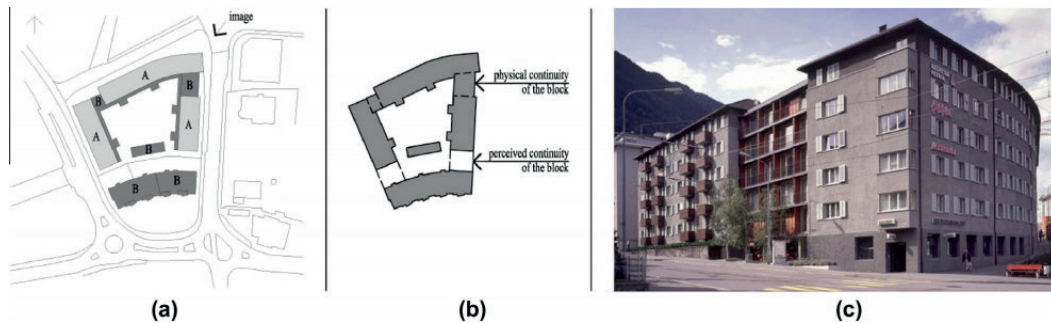 image
A
B
B
A
A
B
B
B
(a)
physical continuity
of the block
perceived continuity
of the block
(b)
(c)